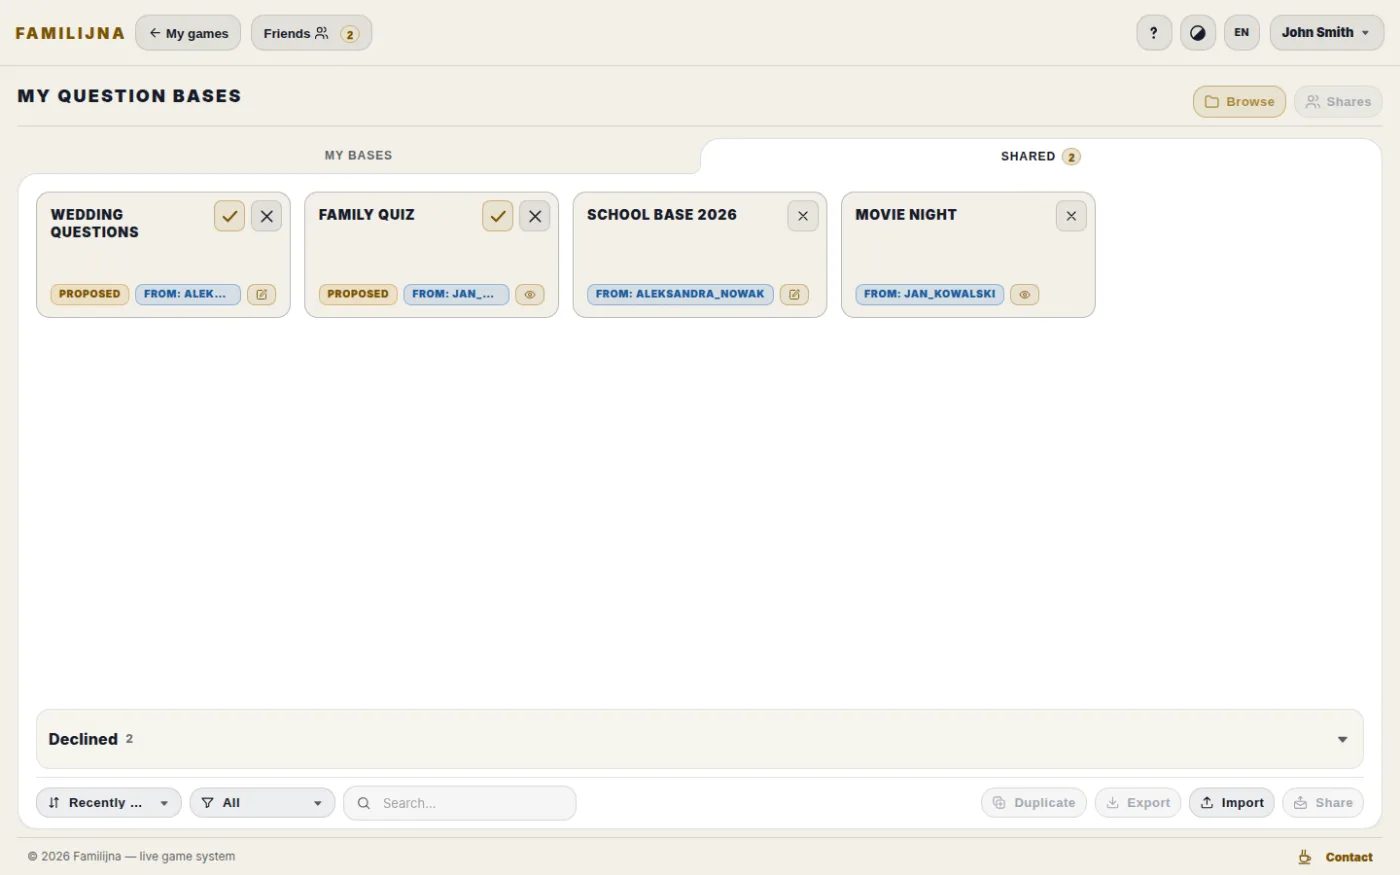 FAMILIJNA
My games
Friends 2
?
EN
John Smith
MY QUESTION BASES
Browse
Shares
MY BASES
SHARED 2
WEDDING
QUESTIONS
PROPOSED
FROM: ALEK...
FAMILY QUIZ
PROPOSED
FROM: JAN_...
SCHOOL BASE 2026
FROM: ALEKSANDRA_NOWAK
MOVIE NIGHT
FROM: JAN_KOWALSKI
Declined 2
Recently ...
All
Search...
Duplicate
Export
Import
Share
© 2026 Familijna — live game system
Contact